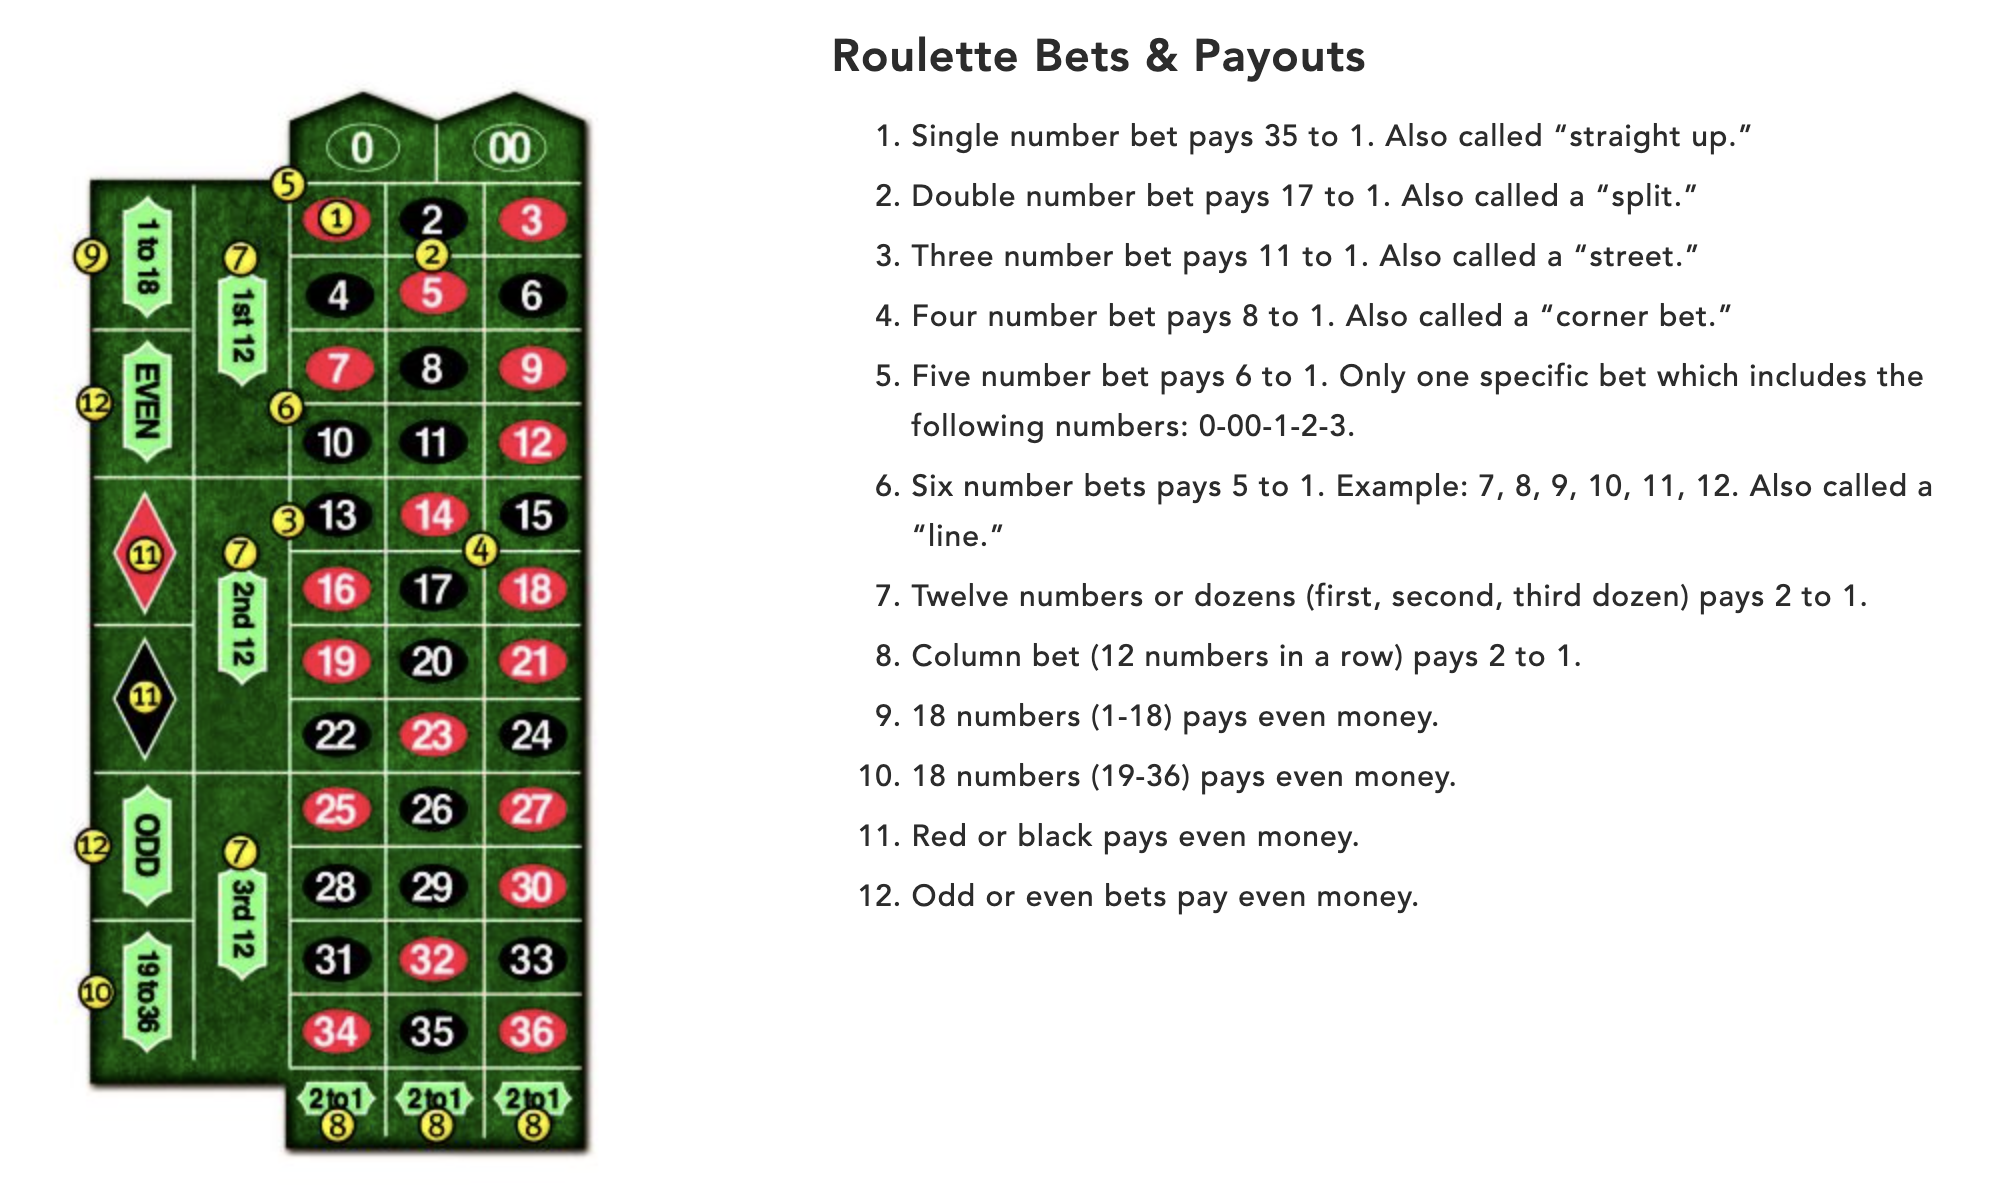 Roulette Bets & Payouts
1. Single number bet pays 35 to 1. Also called “straight up.”
2. Double number bet pays 17 to 1. Also called a “split.”
3. Three number bet pays 11 to 1. Also called a “street.”
4. Four number bet pays 8 to 1. Also called a “corner bet.”
5. Five number bet pays 6 to 1. Only one specific bet which includes the
following numbers: 0-00-1-2-3.
6. Six number bets pays 5 to 1. Example: 7, 8, 9, 10, 11, 12. Also called a
“line.”
7. Twelve numbers or dozens (first, second, third dozen) pays 2 to 1.
8. Column bet (12 numbers in a row) pays 2 to 1.
9. 18 numbers (1-18) pays even money.
10. 18 numbers (19-36) pays even money.
11. Red or black pays even money.
12. Odd or even bets pay even money.
0 00
5
1 2 3
2
4 5 6
7 8 9
6
10 11 12
3 13 14 15
4
16 17 18
19 20 21
22 23 24
25 26 27
28 29 30
31 32 33
34 35 36
2 to 1 2 to 1 2 to 1
8 8 8
7
1st 12
7
2nd 12
7
3rd 12
9
1 to 18
12
EVEN
11
11
12
ODD
10
19 to 36